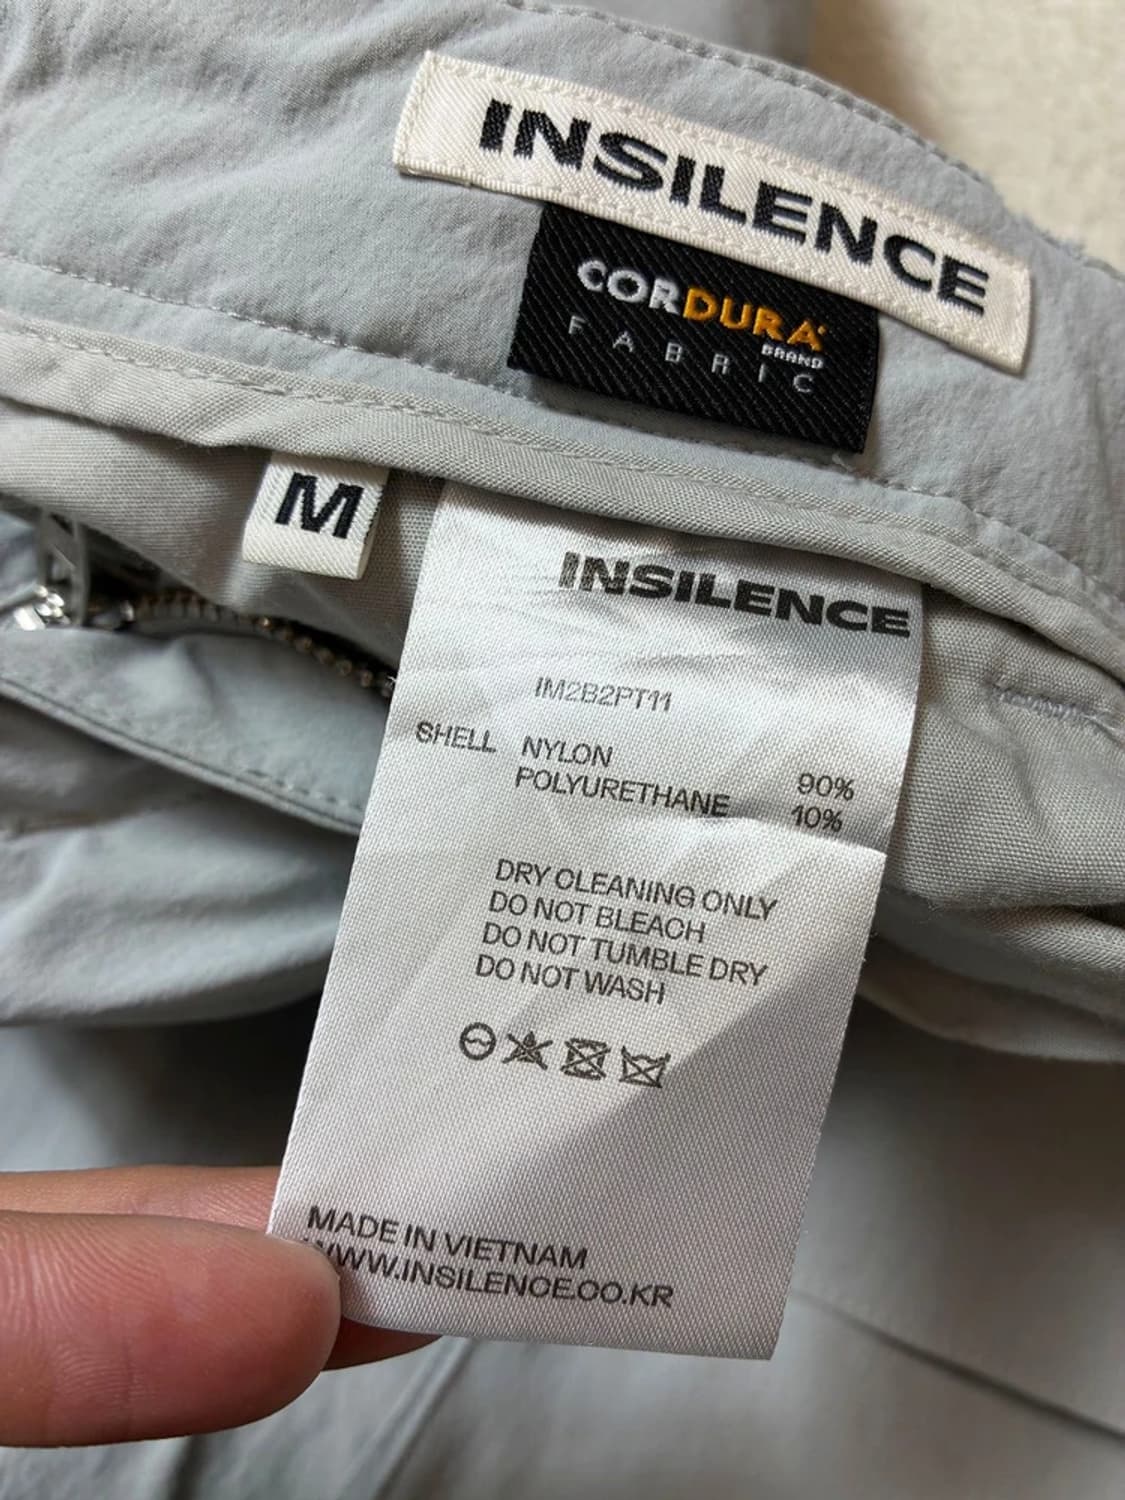 INSILENCE
CORDURA
BRAND
FABRIC
M
INSILENCE
IM2B2PT11
SHELL NYLON 90%
POLYURETHANE 10%
DRY CLEANING ONLY
DO NOT BLEACH
DO NOT TUMBLE DRY
DO NOT WASH
MADE IN VIETNAM
WWW.INSILENCE.CO.KR